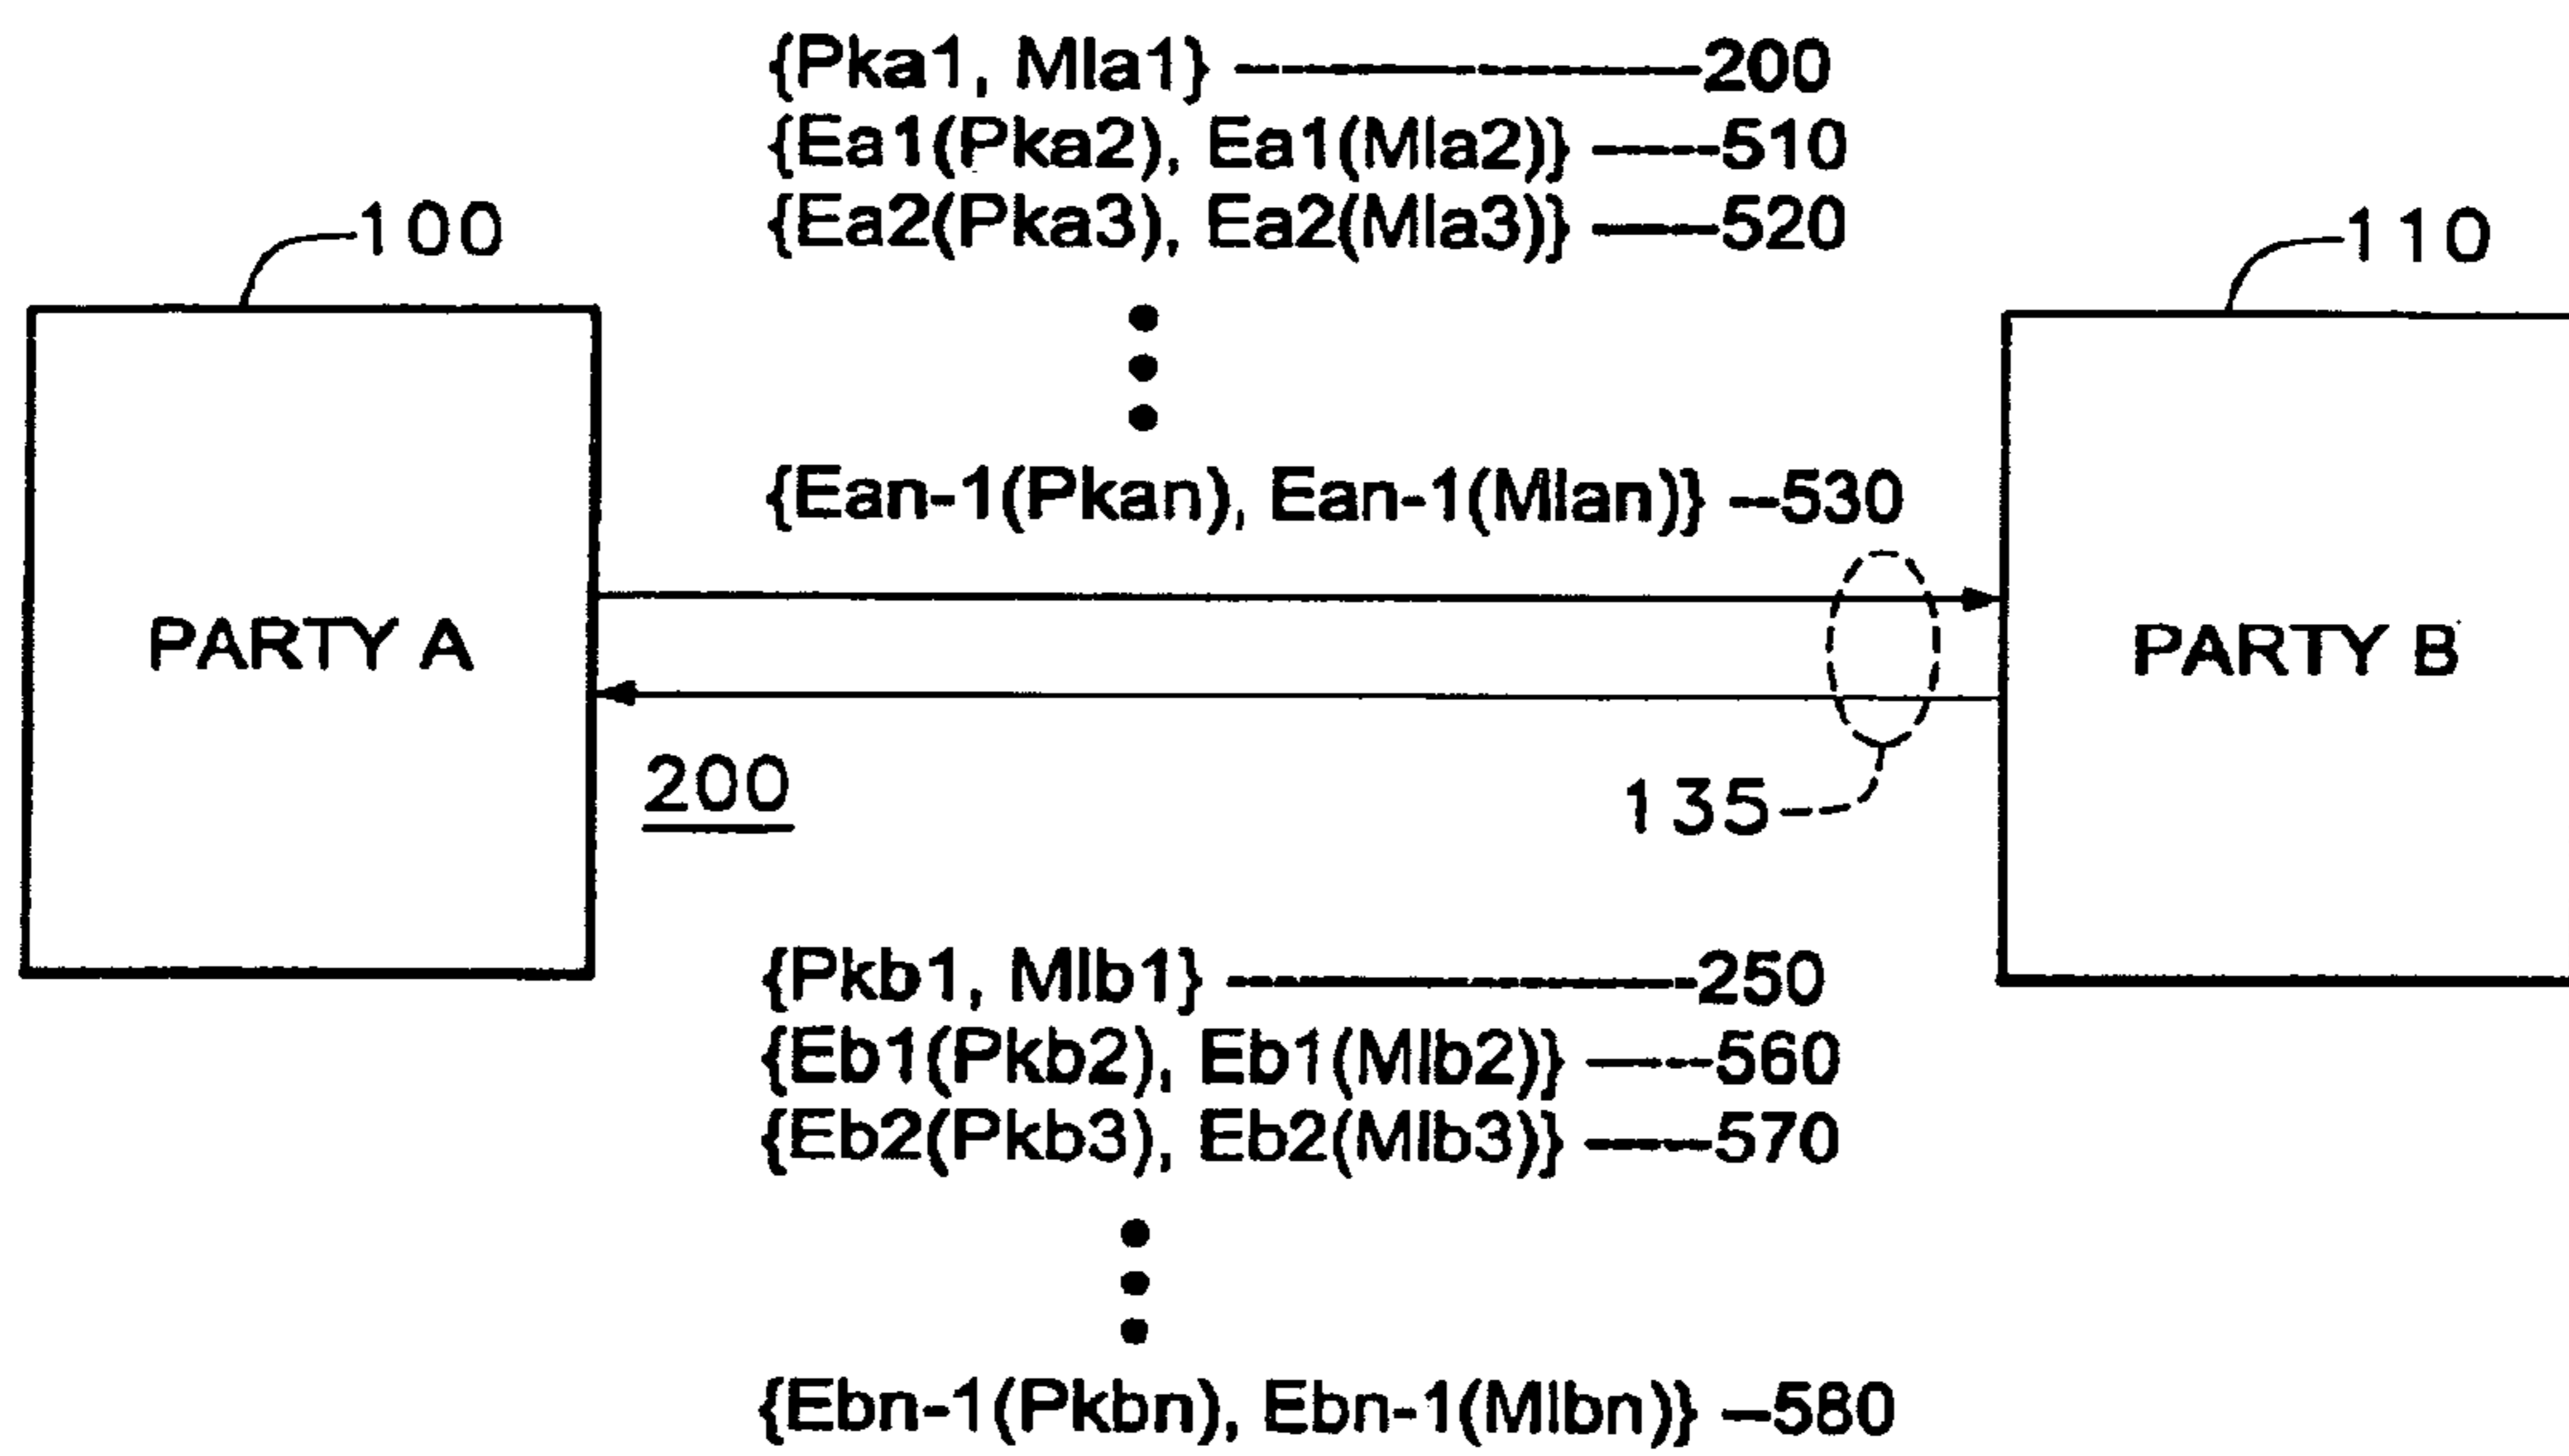 {Pka1, Mla1} 200
{Ea1(Pka2), Ea1(Mla2)} 510
{Ea2(Pka3), Ea2(Mla3)} 520
100
110
{Ean-1(Pkan), Ean-1(Mlan)} 530
PARTY A
PARTY B
200
135
{Pkb1, Mlb1} 250
{Eb1(Pkb2), Eb1(Mlb2)} 560
{Eb2(Pkb3), Eb2(Mlb3)} 570
{Ebn-1(Pkbn), Ebn-1(Mlbn)} 580